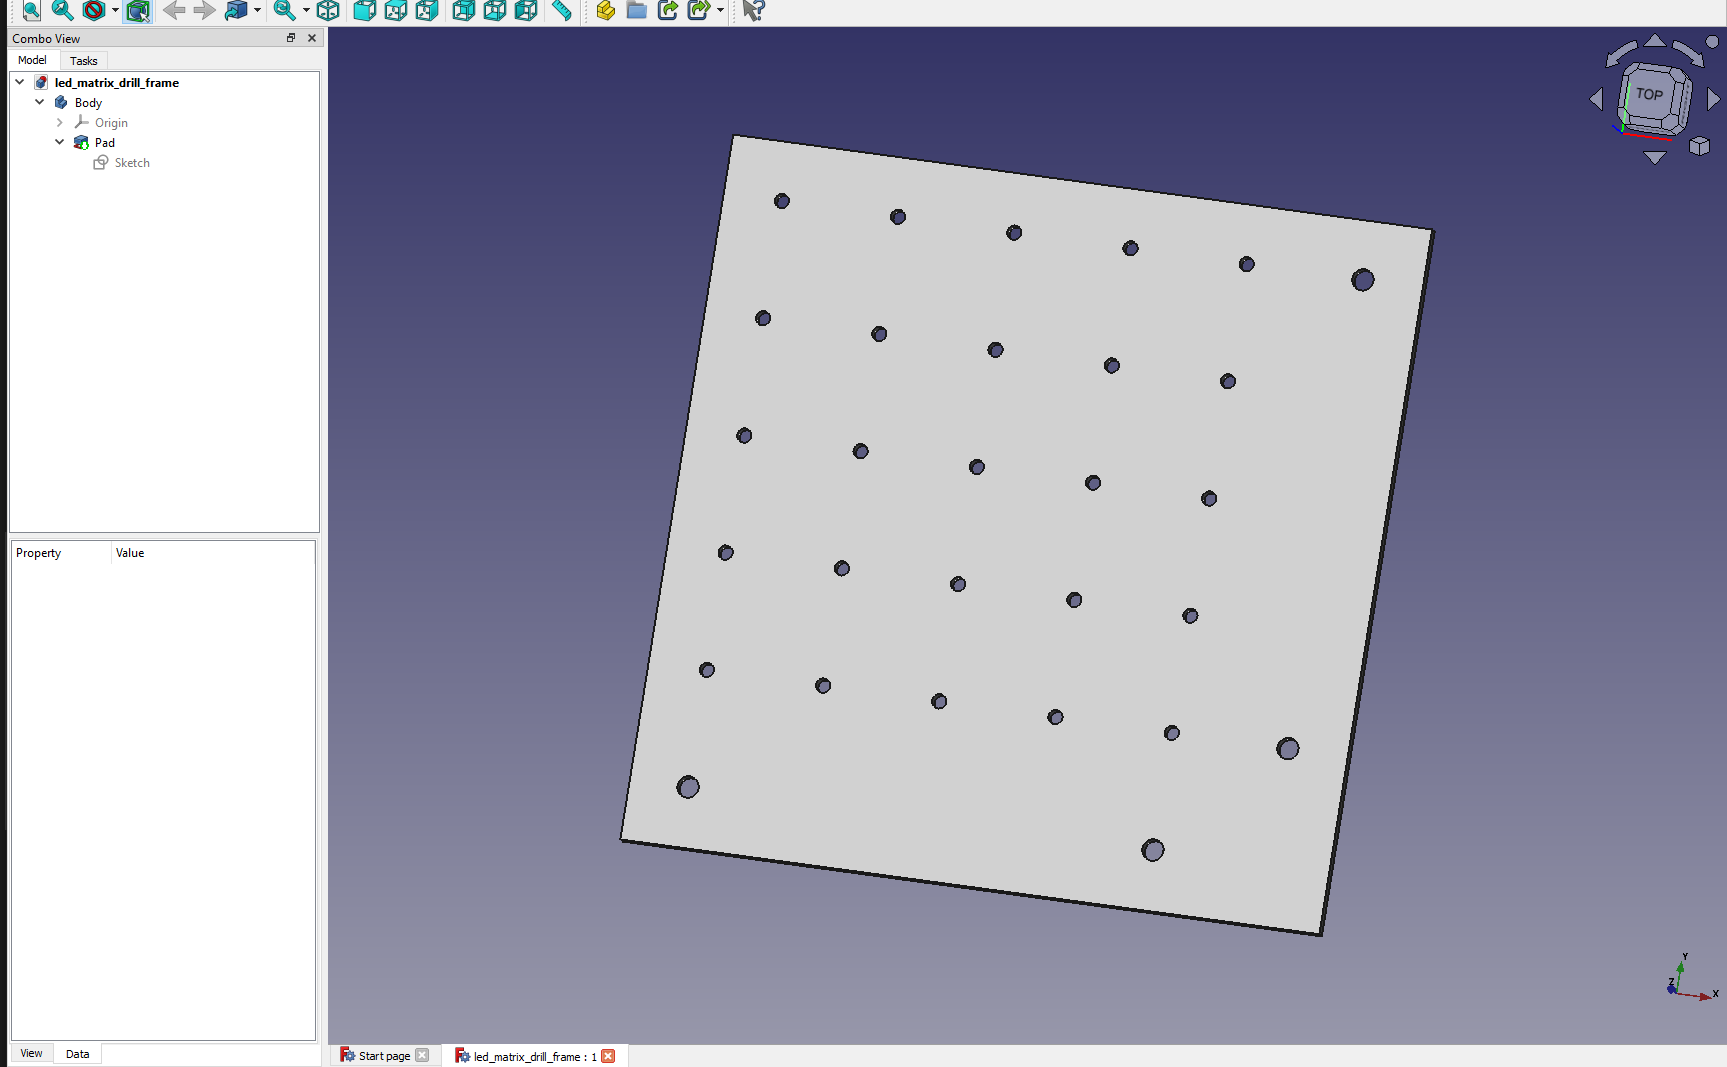 Combo View
Model
Tasks
led_matrix_drill_frame
Body
Origin
Pad
Sketch
TOP
Property
Value
Y
Z
X
View
Data
Start page
led_matrix_drill_frame : 1